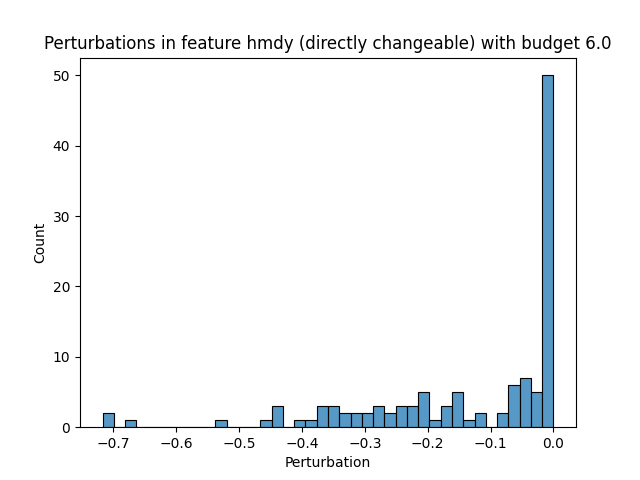 Perturbations in feature hmdy (directly changeable) with budget 6.0
50
40
30
20
10
0
Count
−0.7 −0.6 −0.5 −0.4 −0.3 −0.2 −0.1 0.0
Perturbation